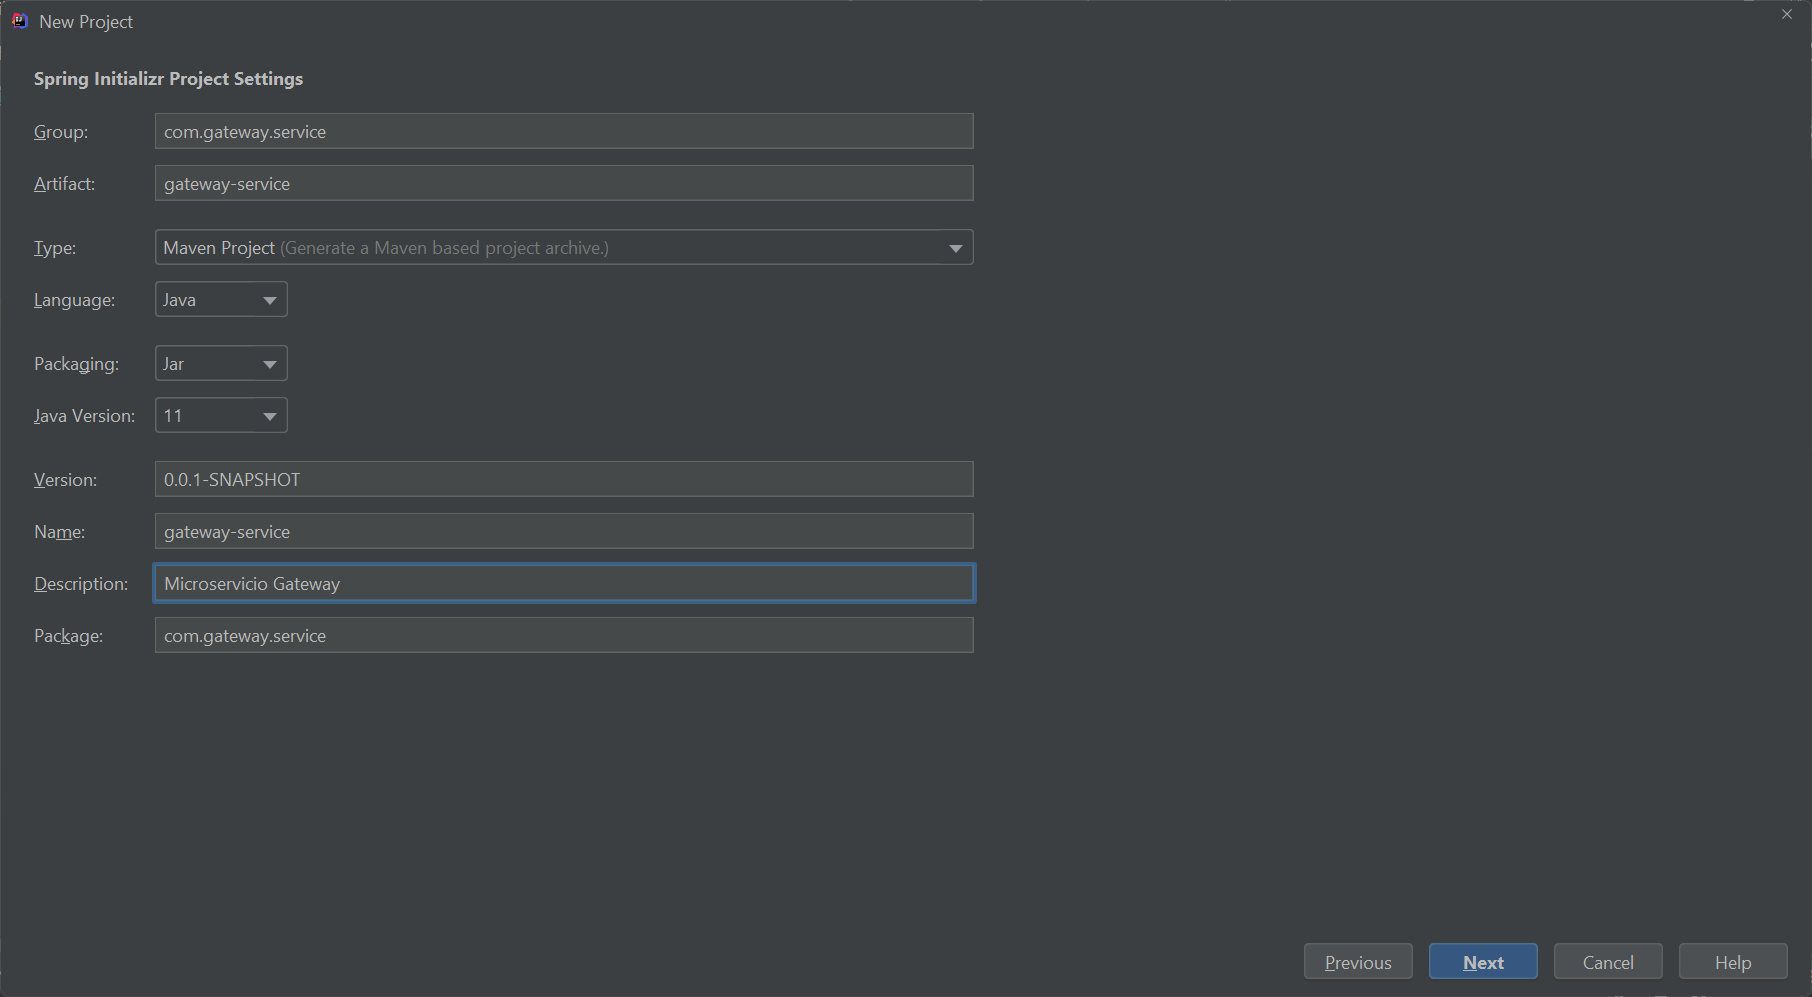 New Project
Spring Initializr Project Settings
Group: com.gateway.service
Artifact: gateway-service
Type: Maven Project (Generate a Maven based project archive.)
Language: Java
Packaging: Jar
Java Version: 11
Version: 0.0.1-SNAPSHOT
Name: gateway-service
Description: Microservicio Gateway
Package: com.gateway.service
Previous Next Cancel Help